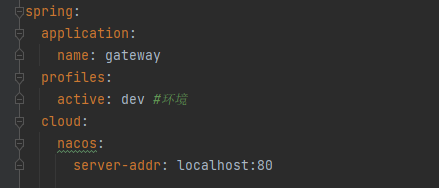 spring:
  application:
    name: gateway
  profiles:
    active: dev #环境
  cloud:
    nacos:
      server-addr: localhost:80